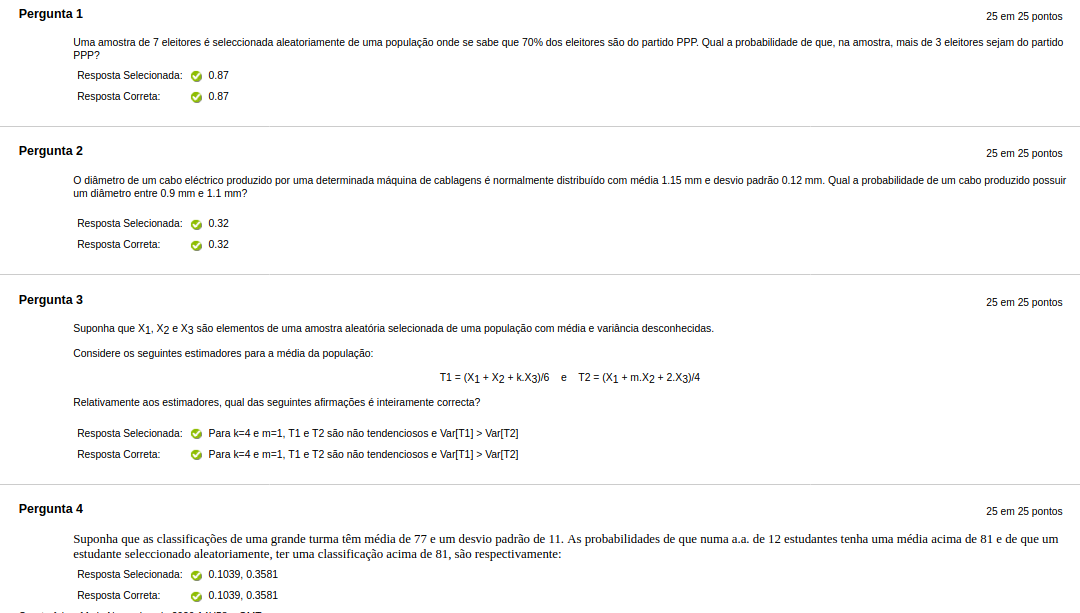 Pergunta 1
25 em 25 pontos
Uma amostra de 7 eleitores é seleccionada aleatoriamente de uma população onde se sabe que 70% dos eleitores são do partido PPP. Qual a probabilidade de que, na amostra, mais de 3 eleitores sejam do partido
PPP?
Resposta Selecionada: 0.87
Resposta Correta: 0.87
Pergunta 2
25 em 25 pontos
O diâmetro de um cabo eléctrico produzido por uma determinada máquina de cablagens é normalmente distribuído com média 1.15 mm e desvio padrão 0.12 mm. Qual a probabilidade de um cabo produzido possuir
um diâmetro entre 0.9 mm e 1.1 mm?
Resposta Selecionada: 0.32
Resposta Correta: 0.32
Pergunta 3
25 em 25 pontos
Suponha que X1, X2 e X3 são elementos de uma amostra aleatória selecionada de uma população com média e variância desconhecidas.
Considere os seguintes estimadores para a média da população:
T1 = (X1 + X2 + k.X3)/6 e T2 = (X1 + m.X2 + 2.X3)/4
Relativamente aos estimadores, qual das seguintes afirmações é inteiramente correcta?
Resposta Selecionada: Para k=4 e m=1, T1 e T2 são não tendenciosos e Var[T1] > Var[T2]
Resposta Correta: Para k=4 e m=1, T1 e T2 são não tendenciosos e Var[T1] > Var[T2]
Pergunta 4
25 em 25 pontos
Suponha que as classificações de uma grande turma têm média de 77 e um desvio padrão de 11. As probabilidades de que numa a.a. de 12 estudantes tenha uma média acima de 81 e de que um
estudante seleccionado aleatoriamente, ter uma classificação acima de 81, são respectivamente:
Resposta Selecionada: 0.1039, 0.3581
Resposta Correta: 0.1039, 0.3581